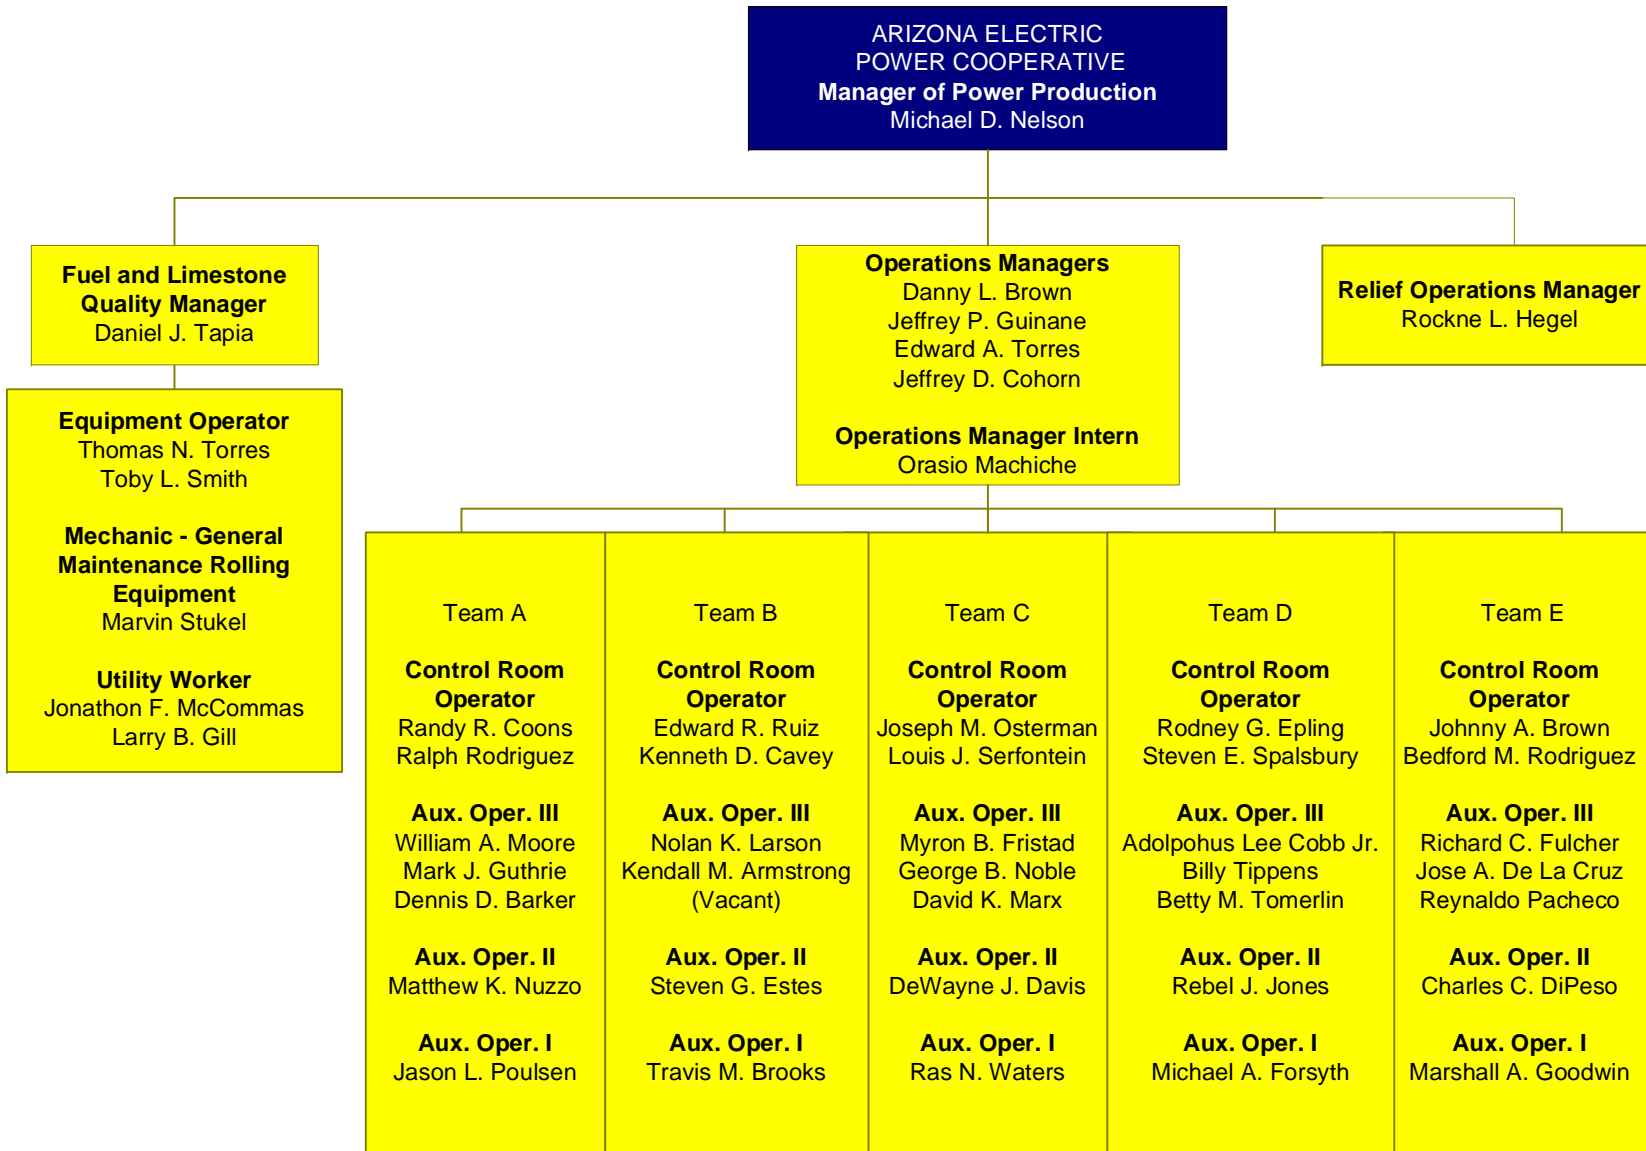 ARIZONA ELECTRIC
POWER COOPERATIVE
Manager of Power Production
Michael D. Nelson
Fuel and Limestone
Quality Manager
Daniel J. Tapia
Equipment Operator
Thomas N. Torres
Toby L. Smith
Mechanic - General
Maintenance Rolling
Equipment
Marvin Stukel
Utility Worker
Jonathon F. McCommas
Larry B. Gill
Operations Managers
Danny L. Brown
Jeffrey P. Guinane
Edward A. Torres
Jeffrey D. Cohorn
Operations Manager Intern
Orasio Machiche
Relief Operations Manager
Rockne L. Hegel
Team A
Control Room
Operator
Randy R. Coons
Ralph Rodriguez
Aux. Oper. III
William A. Moore
Mark J. Guthrie
Dennis D. Barker
Aux. Oper. II
Matthew K. Nuzzo
Aux. Oper. I
Jason L. Poulsen
Team B
Control Room
Operator
Edward R. Ruiz
Kenneth D. Cavey
Aux. Oper. III
Nolan K. Larson
Kendall M. Armstrong
(Vacant)
Aux. Oper. II
Steven G. Estes
Aux. Oper. I
Travis M. Brooks
Team C
Control Room
Operator
Joseph M. Osterman
Louis J. Serfontein
Aux. Oper. III
Myron B. Fristad
George B. Noble
David K. Marx
Aux. Oper. II
DeWayne J. Davis
Aux. Oper. I
Ras N. Waters
Team D
Control Room
Operator
Rodney G. Epling
Steven E. Spalsbury
Aux. Oper. III
Adolpohus Lee Cobb Jr.
Billy Tippens
Betty M. Tomerlin
Aux. Oper. II
Rebel J. Jones
Aux. Oper. I
Michael A. Forsyth
Team E
Control Room
Operator
Johnny A. Brown
Bedford M. Rodriguez
Aux. Oper. III
Richard C. Fulcher
Jose A. De La Cruz
Reynaldo Pacheco
Aux. Oper. II
Charles C. DiPeso
Aux. Oper. I
Marshall A. Goodwin